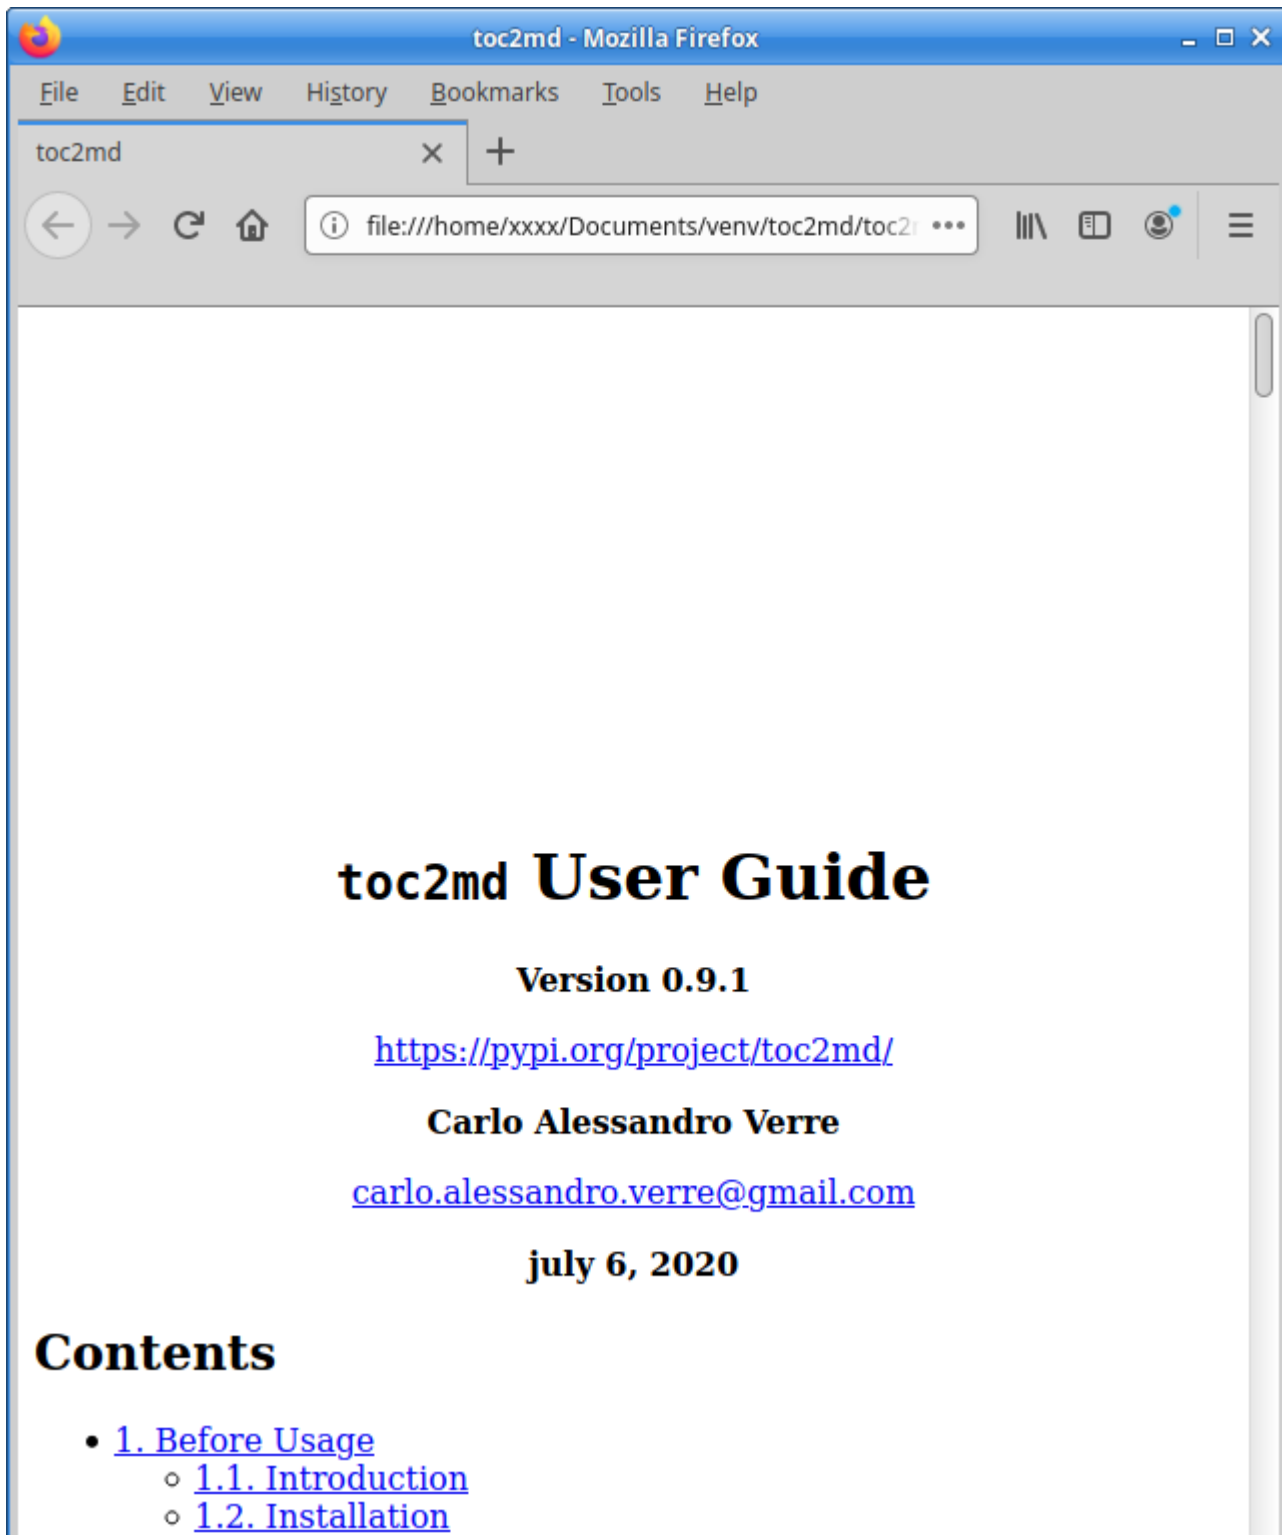 toc2md - Mozilla Firefox
File Edit View History Bookmarks Tools Help
toc2md
file:///home/xxxx/Documents/venv/toc2md/toc2
toc2md User Guide
Version 0.9.1
https://pypi.org/project/toc2md/
Carlo Alessandro Verre
carlo.alessandro.verre@gmail.com
july 6, 2020
Contents
1. Before Usage
1.1. Introduction
1.2. Installation